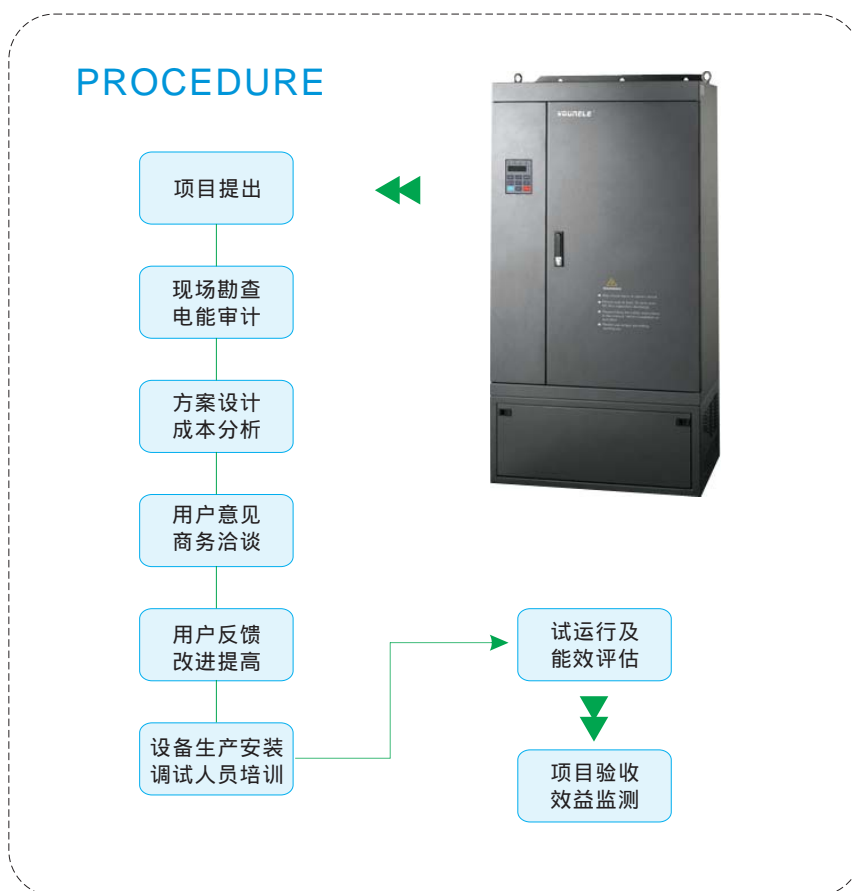 PROCEDURE
项目提出
现场勘查
电能审计
方案设计
成本分析
用户意见
商务洽谈
用户反馈
改进提高
设备生产安装
调试人员培训
试运行及
能效评估
项目验收
效益监测